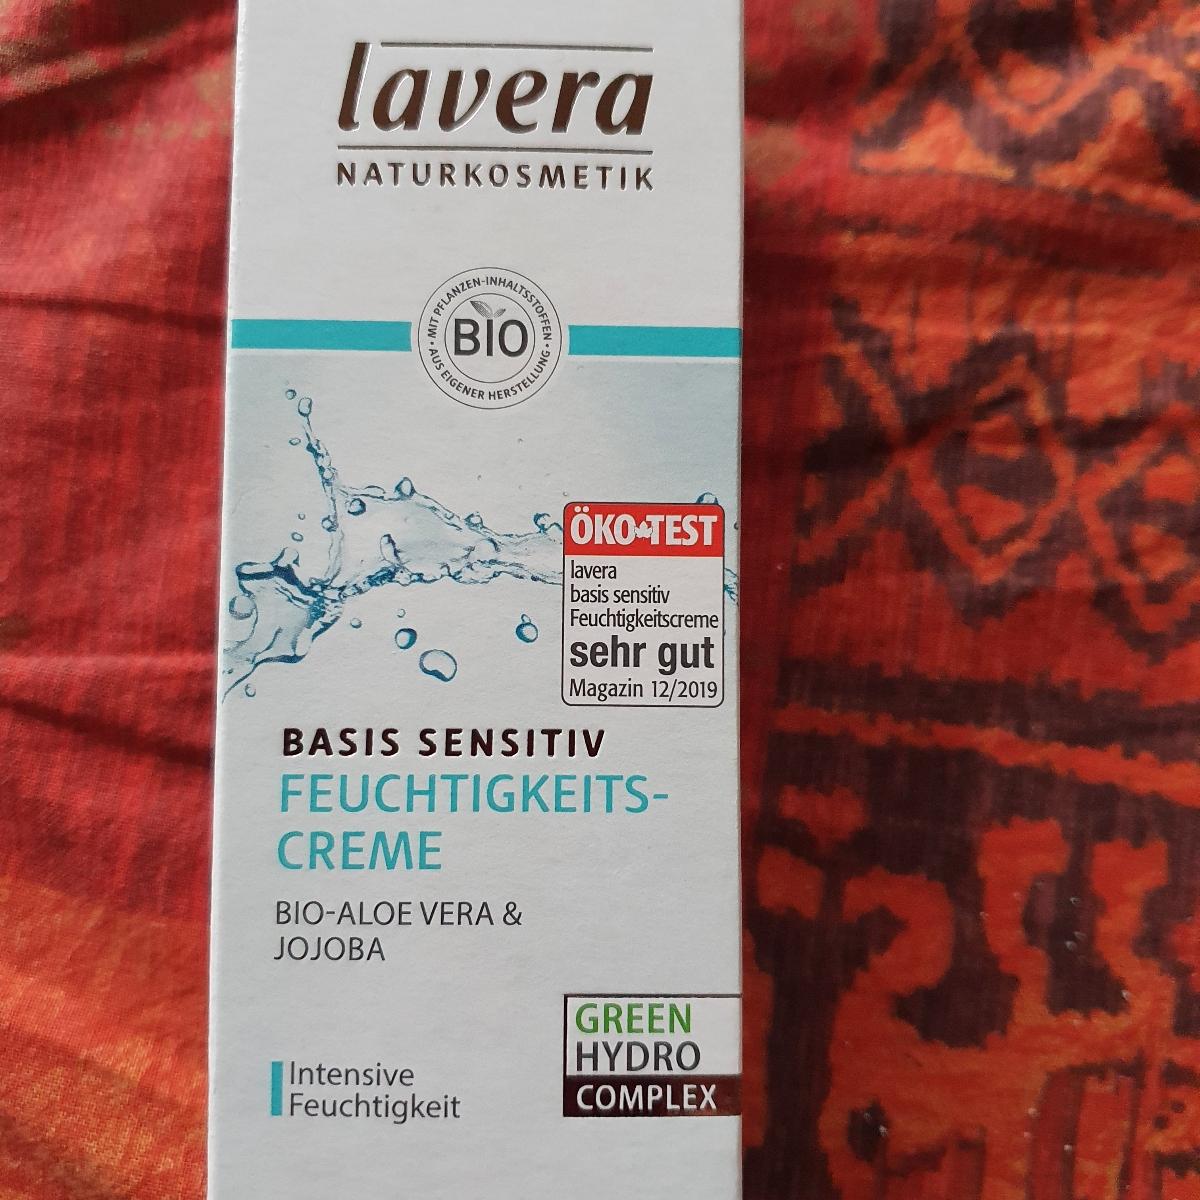 lavera
NATURKOSMETIK
• MIT PFLANZEN-INHALTSSTOFFEN •
BIO
AUS EIGENER HERSTELLUNG
ÖKO TEST
lavera
basis sensitiv
Feuchtigkeitscreme
sehr gut
Magazin 12/2019
BASIS SENSITIV
FEUCHTIGKEITS-
CREME
BIO-ALOE VERA &
JOJOBA
GREEN
HYDRO
COMPLEX
Intensive
Feuchtigkeit